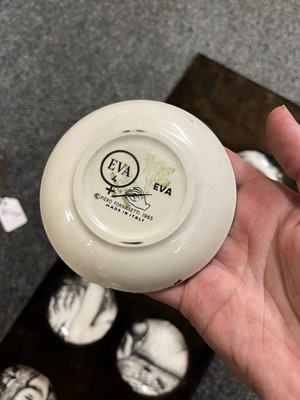 EVA
EVA
©PIERO FORNASETTI 1965
MADE IN ITALY